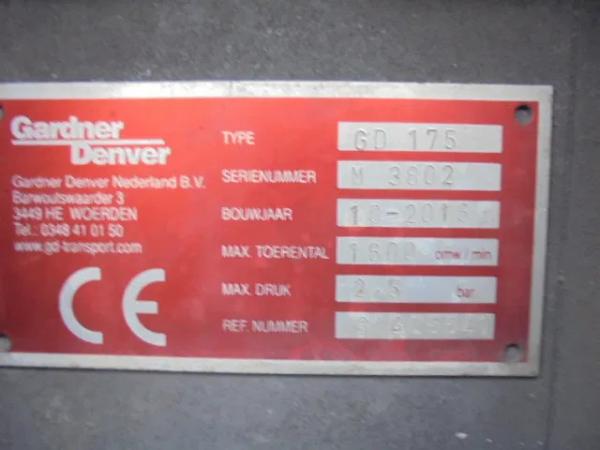 Gardner
Denver
Gardner Denver Nederland B.V.
Barwoutswaarder 3
3449 HE WOERDEN
Tel.: 0348 41 01 50
www.gd-transport.com
CE
TYPE GD 175
SERIENUMMER M 3802
BOUWJAAR
MAX. TOERENTAL 1600 omw / min
MAX. DRUK 2.5 bar
REF. NUMMER